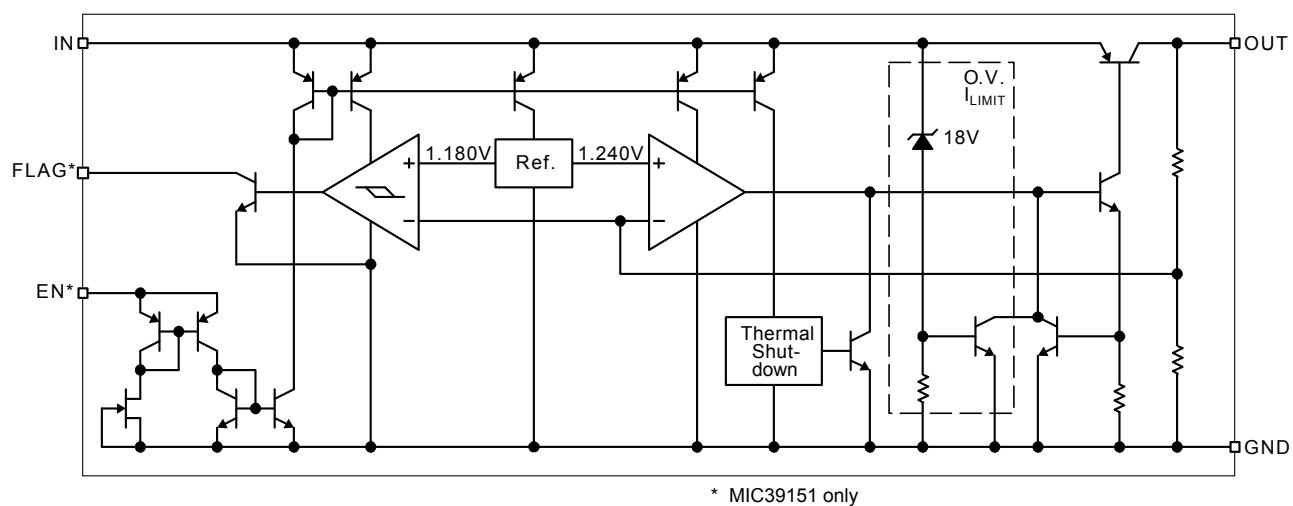 IN
OUT
O.V.
ILIMIT
18V
FLAG*
+
1.180V
Ref.
1.240V
+
−
−
EN*
Thermal
Shut-
down
GND
* MIC39151 only